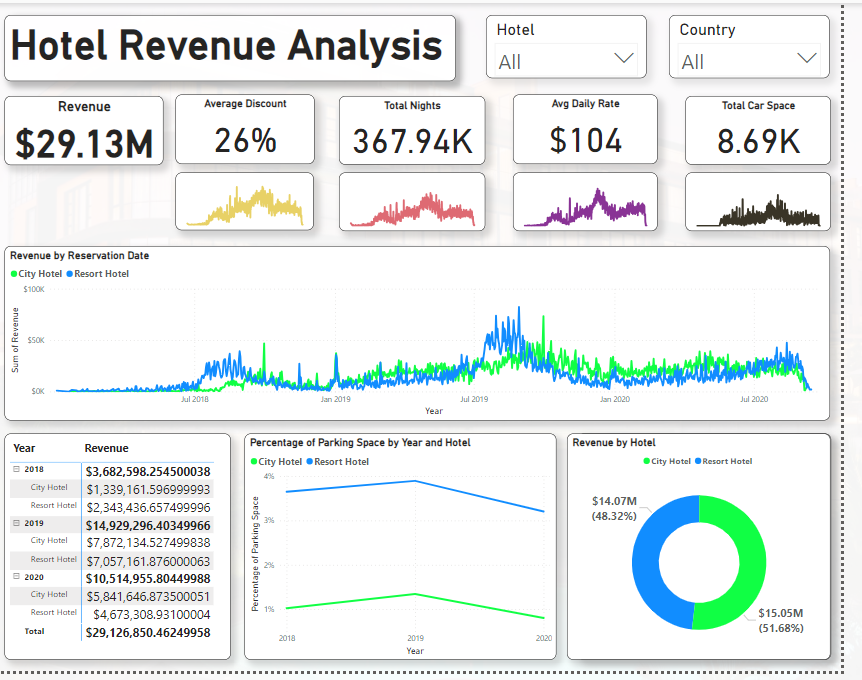 Hotel Revenue Analysis
Hotel
All
Country
All
Revenue
$29.13M
Average Discount
26%
Total Nights
367.94K
Avg Daily Rate
$104
Total Car Space
8.69K
Revenue by Reservation Date
City Hotel Resort Hotel
$100K
$50K
$0K
Sum of Revenue
Jul 2018 Jan 2019 Jul 2019 Jan 2020 Jul 2020
Year
Year Revenue
2018 $3,682,598.254500038
City Hotel $1,339,161.596999993
Resort Hotel $2,343,436.657499996
2019 $14,929,296.40349966
City Hotel $7,872,134.527499838
Resort Hotel $7,057,161.876000063
2020 $10,514,955.80449988
City Hotel $5,841,646.873500051
Resort Hotel $4,673,308.93100004
Total $29,126,850.46249958
Percentage of Parking Space by Year and Hotel
City Hotel Resort Hotel
4%
3%
2%
1%
Percentage of Parking Space
2018 2019 2020
Year
Revenue by Hotel
City Hotel Resort Hotel
$14.07M
(48.32%)
$15.05M
(51.68%)